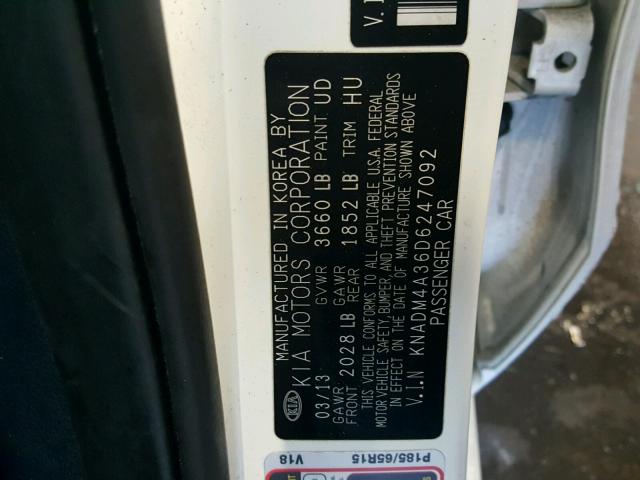 MANUFACTURED IN KOREA BY
KIA KIA MOTORS CORPORATION
03/13 GVWR 3660 LB PAINT UD
GAWR FRONT 2028 LB GAWR REAR 1852 LB TRIM HU
THIS VEHICLE CONFORMS TO ALL APPLICABLE U.S.A. FEDERAL
MOTOR VEHICLE SAFETY, BUMPER, AND THEFT PREVENTION STANDARDS
IN EFFECT ON THE DATE OF MANUFACTURE SHOWN ABOVE
V.I.N KNADM4A36D6247092
PASSENGER CAR
V.I
P185/65R15
V18